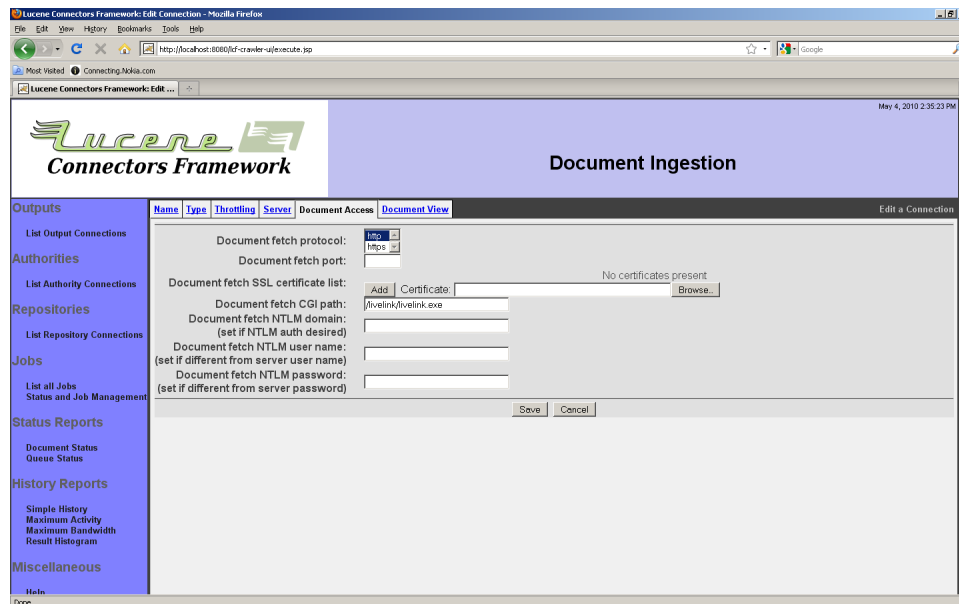 Lucene Connectors Framework: Edit Connection - Mozilla Firefox
File Edit View History Bookmarks Tools Help
http://localhost:8080/lcf-crawler-ui/execute.jsp
Google
Most Visited Connecting.Nokia.com
Lucene Connectors Framework: Edit ...
May 4, 2010 2:35:23 PM
Lucene
Connectors Framework
Document Ingestion
Outputs
List Output Connections
Authorities
List Authority Connections
Repositories
List Repository Connections
Jobs
List all Jobs
Status and Job Management
Status Reports
Document Status
Queue Status
History Reports
Simple History
Maximum Activity
Maximum Bandwidth
Result Histogram
Miscellaneous
Help
Name Type Throttling Server Document Access Document View
Edit a Connection
Document fetch protocol:
http
https
Document fetch port:
Document fetch SSL certificate list:
No certificates present
Add Certificate: Browse...
Document fetch CGI path:
/livelink/livelink.exe
Document fetch NTLM domain:
(set if NTLM auth desired)
Document fetch NTLM user name:
(set if different from server user name)
Document fetch NTLM password:
(set if different from server password)
Save Cancel
Done